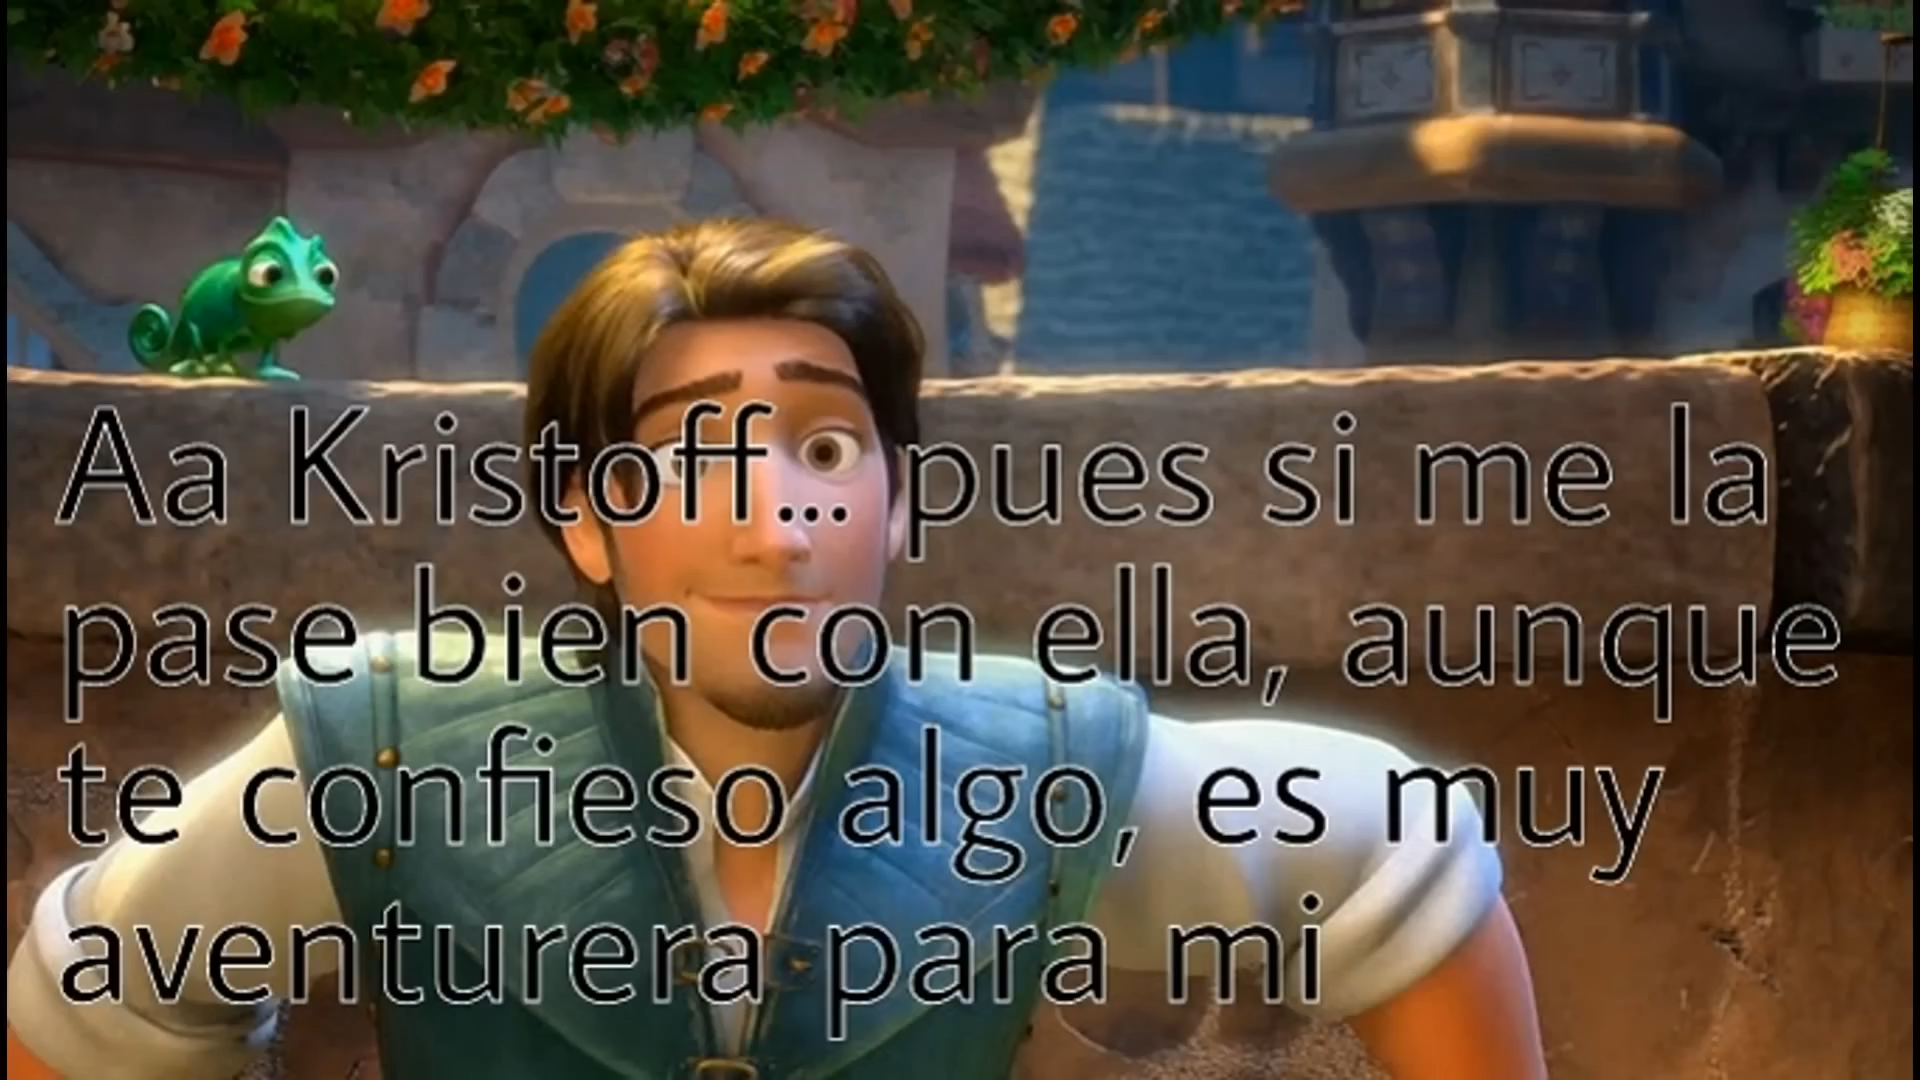 Aa Kristoff... pues si me la
pase bien con ella, aunque
te confieso algo, es muy
aventurera para mi